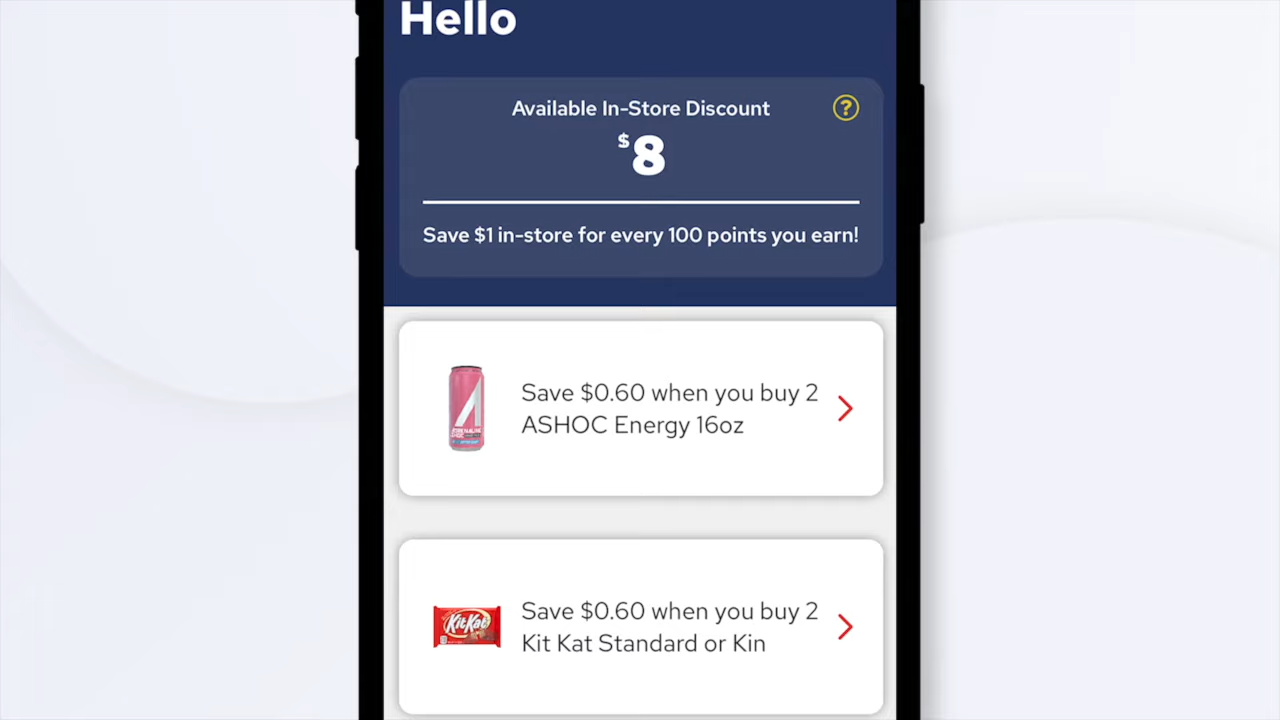 Hello
Available In-Store Discount
?
$8
Save $1 in-store for every 100 points you earn!
Save $0.60 when you buy 2
ASHOC Energy 16oz
Save $0.60 when you buy 2
Kit Kat Standard or Kin
KitKat